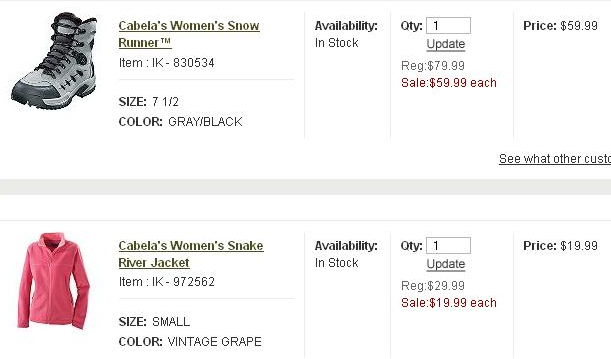 Cabela's Women's Snow
Runner™
Item : IK - 830534
SIZE: 7 1/2
COLOR: GRAY/BLACK
Availability:
In Stock
Qty: 1
Update
Reg:$79.99
Sale:$59.99 each
Price: $59.99
See what other custo
Cabela's Women's Snake
River Jacket
Item : IK - 972562
SIZE: SMALL
COLOR: VINTAGE GRAPE
Availability:
In Stock
Qty: 1
Update
Reg:$29.99
Sale:$19.99 each
Price: $19.99